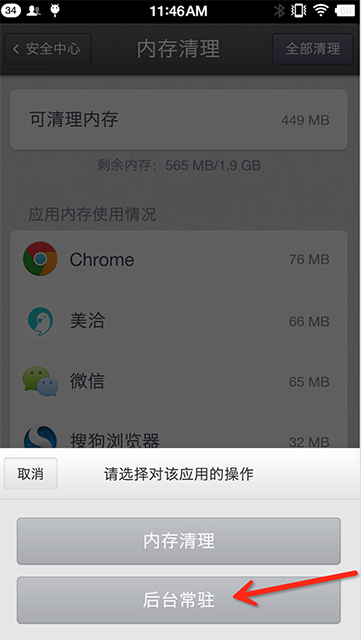 34 11:46AM
安全中心 内存清理 全部清理
可清理内存 449 MB
剩余内存：565 MB/1.9 GB
应用内存使用情况
Chrome 76 MB
美洽 66 MB
微信 65 MB
搜狗浏览器 32 MB
取消 请选择对该应用的操作
内存清理
后台常驻